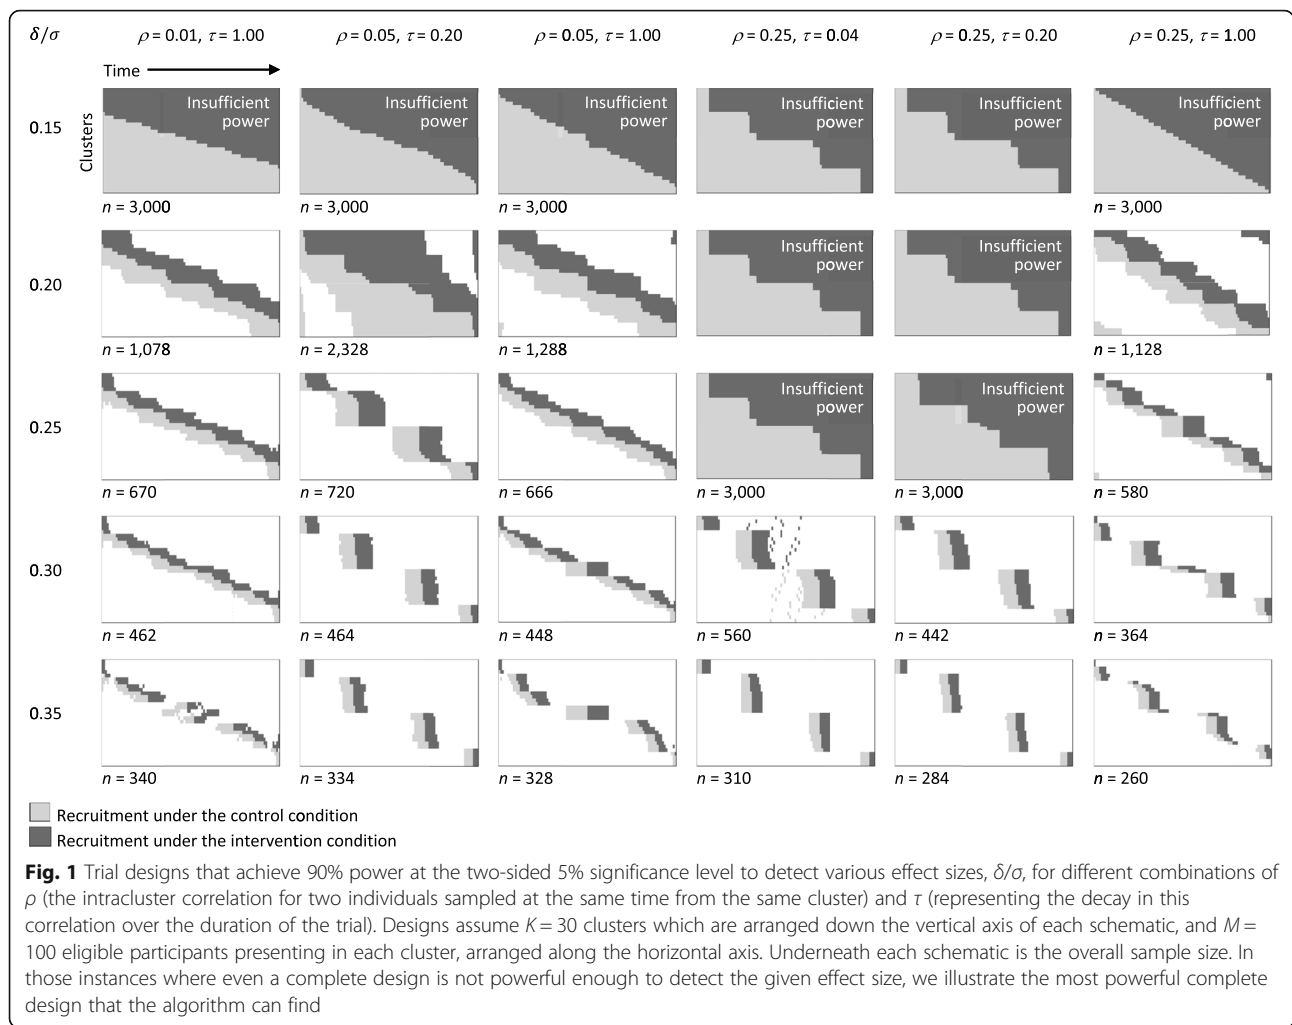 δ/σ
ρ = 0.01, τ = 1.00
ρ = 0.05, τ = 0.20
ρ = 0.05, τ = 1.00
ρ = 0.25, τ = 0.04
ρ = 0.25, τ = 0.20
ρ = 0.25, τ = 1.00
Time
Clusters
0.15
Insufficient
power
Insufficient
power
Insufficient
power
Insufficient
power
Insufficient
power
Insufficient
power
n = 3,000
n = 3,000
n = 3,000
n = 3,000
0.20
Insufficient
power
Insufficient
power
n = 1,078
n = 2,328
n = 1,288
n = 1,128
0.25
Insufficient
power
Insufficient
power
n = 670
n = 720
n = 666
n = 3,000
n = 3,000
n = 580
0.30
n = 462
n = 464
n = 448
n = 560
n = 442
n = 364
0.35
n = 340
n = 334
n = 328
n = 310
n = 284
n = 260
Recruitment under the control condition
Recruitment under the intervention condition
Fig. 1 Trial designs that achieve 90% power at the two-sided 5% significance level to detect various effect sizes, δ/σ, for different combinations of
ρ (the intracluster correlation for two individuals sampled at the same time from the same cluster) and τ (representing the decay in this
correlation over the duration of the trial). Designs assume K = 30 clusters which are arranged down the vertical axis of each schematic, and M =
100 eligible participants presenting in each cluster, arranged along the horizontal axis. Underneath each schematic is the overall sample size. In
those instances where even a complete design is not powerful enough to detect the given effect size, we illustrate the most powerful complete
design that the algorithm can find